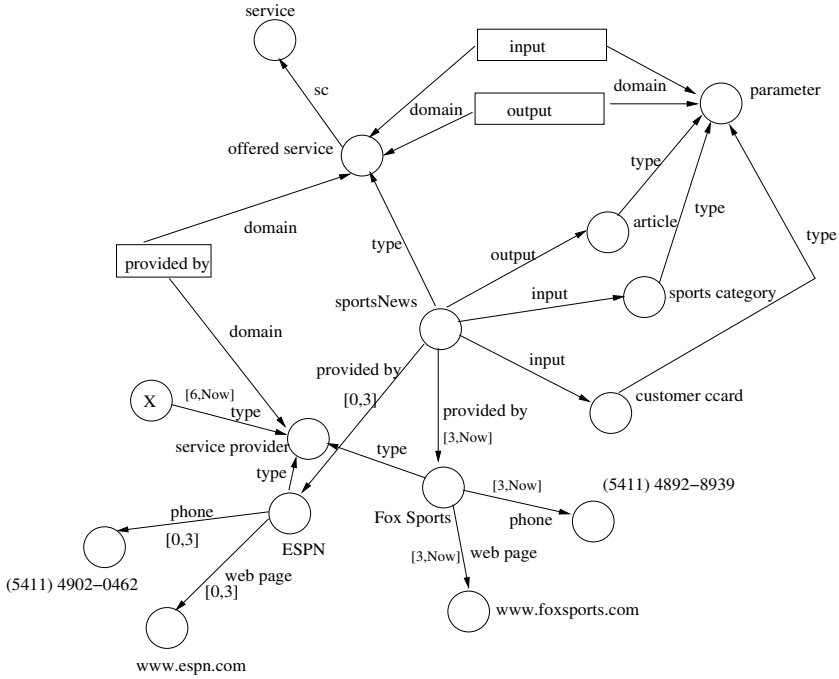 service
input
sc
domain
domain
parameter
output
offered service
type
type
domain
type
article
type
output
provided by
input
sports category
sportsNews
domain
input
provided by
customer ccard
[6,Now]
[0,3]
X
type
provided by
[3,Now]
service provider
type
type
[3,Now]
(5411) 4892-8939
phone
Fox Sports
phone
[0,3]
ESPN
[3,Now]
web page
web page
(5411) 4902-0462
[0,3]
www.foxsports.com
www.espn.com